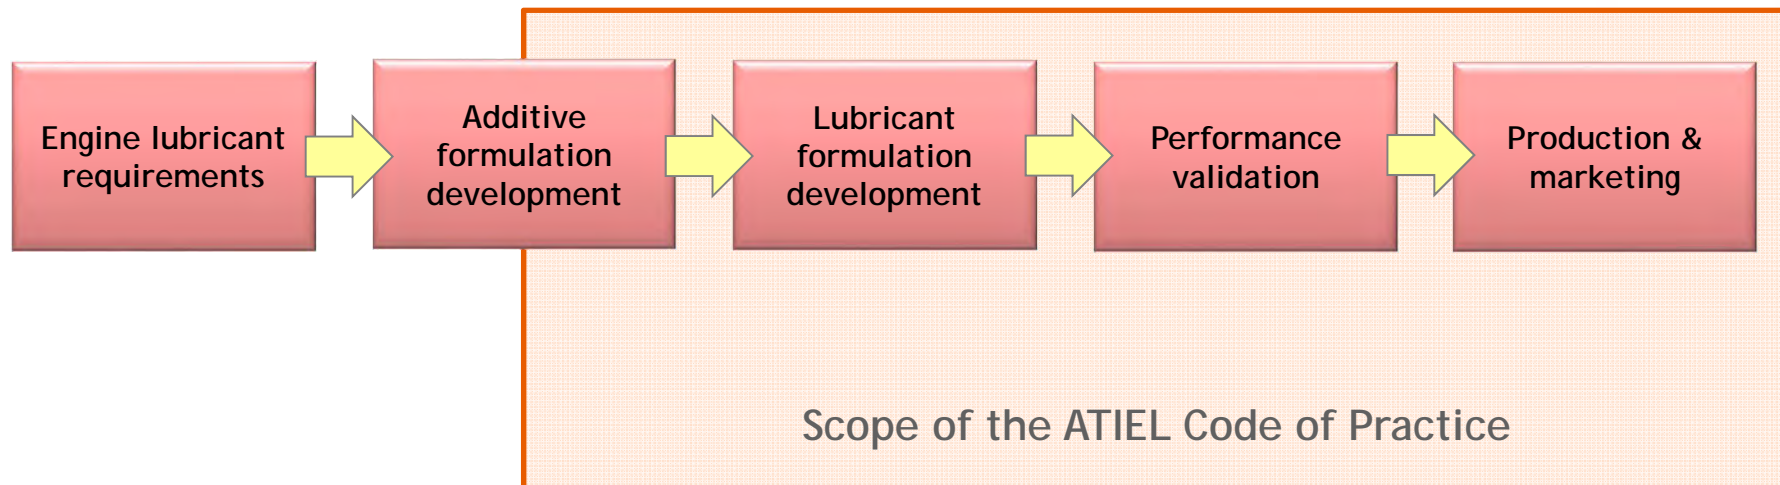 Engine lubricant
requirements
Additive
formulation
development
Lubricant
formulation
development
Performance
validation
Production &
marketing
Scope of the ATIEL Code of Practice